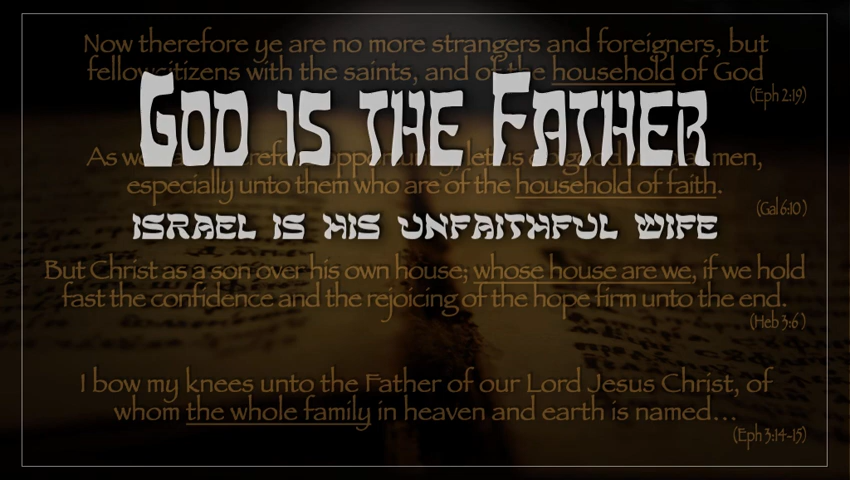 Now therefore ye are no more strangers and foreigners, but
fellowcitizens with the saints, and of the household of God
(Eph 2:19)
GOD IS THE FATHER
As we let us men,
especially unto them who are of the household of faith.
(Gal 6:10)
ISRAEL IS HIS UNFAITHFUL WIFE
But Christ as a son over his own house; whose house are we, if we hold
fast the confidence and the rejoicing of the hope firm unto the end.
(Heb 3:6)
I bow my knees unto the Father of our Lord Jesus Christ, of
whom the whole family in heaven and earth is named…
(Eph 3:14-15)